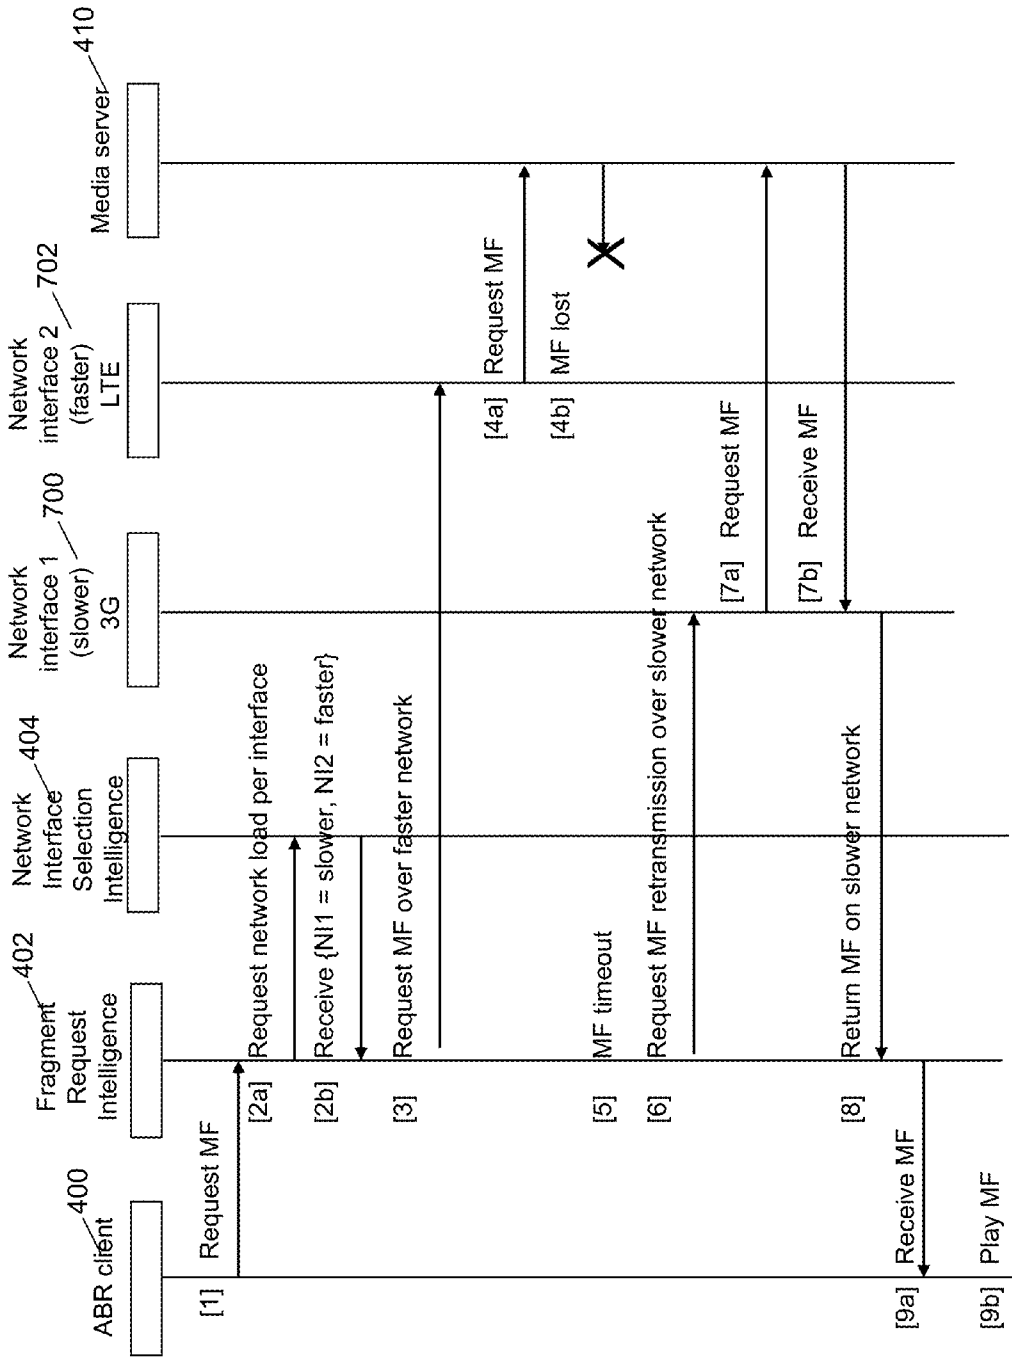 ABR client
400
Fragment
Request
Intelligence
402
Network
Interface
Selection
Intelligence
404
Network
interface 1
(slower)
3G
700
Network
interface 2
(faster)
LTE
702
Media server
410
[1] Request MF
[2a] Request network load per interface
[2b] Receive {NI1 = slower, NI2 = faster}
[3] Request MF over faster network
[4a] Request MF
[4b] MF lost
[5] MF timeout
[6] Request MF retransmission over slower network
[7a] Request MF
[7b] Receive MF
[8] Return MF on slower network
[9a] Receive MF
[9b] Play MF